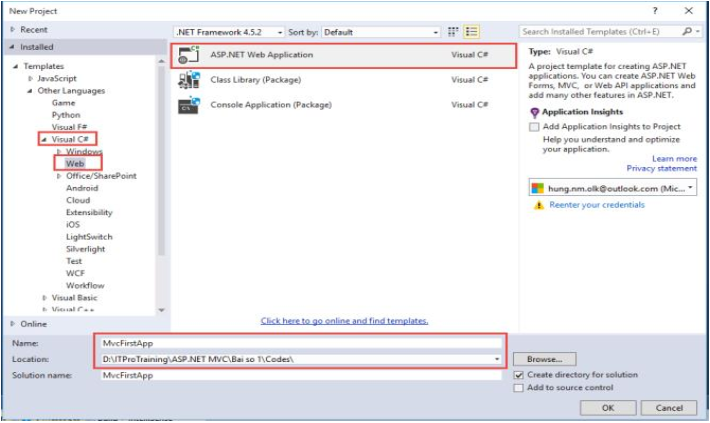 New Project
? ×
Recent
Installed
Templates
JavaScript
Other Languages
Game
Python
Visual F#
Visual C#
Windows
Web
Office/SharePoint
Android
Cloud
Extensibility
iOS
LightSwitch
Silverlight
Test
WCF
Workflow
Visual Basic
Visual C++
Online
.NET Framework 4.5.2 Sort by: Default
ASP.NET Web Application Visual C#
Class Library (Package) Visual C#
Console Application (Package) Visual C#
Click here to go online and find templates.
Search Installed Templates (Ctrl+E)
Type: Visual C#
A project template for creating ASP.NET
applications. You can create ASP.NET Web
Forms, MVC, or Web API applications and
add many other features in ASP.NET.
Application Insights
Add Application Insights to Project
Help you understand and optimize
your application.
Learn more
Privacy statement
hung.nm.olk@outlook.com (Mic...
Reenter your credentials
Name: MvcFirstApp
Location: D:\ITProTraining\ASP.NET MVC\Bai so 1\Codes\
Browse...
Solution name: MvcFirstApp
Create directory for solution
Add to source control
OK Cancel